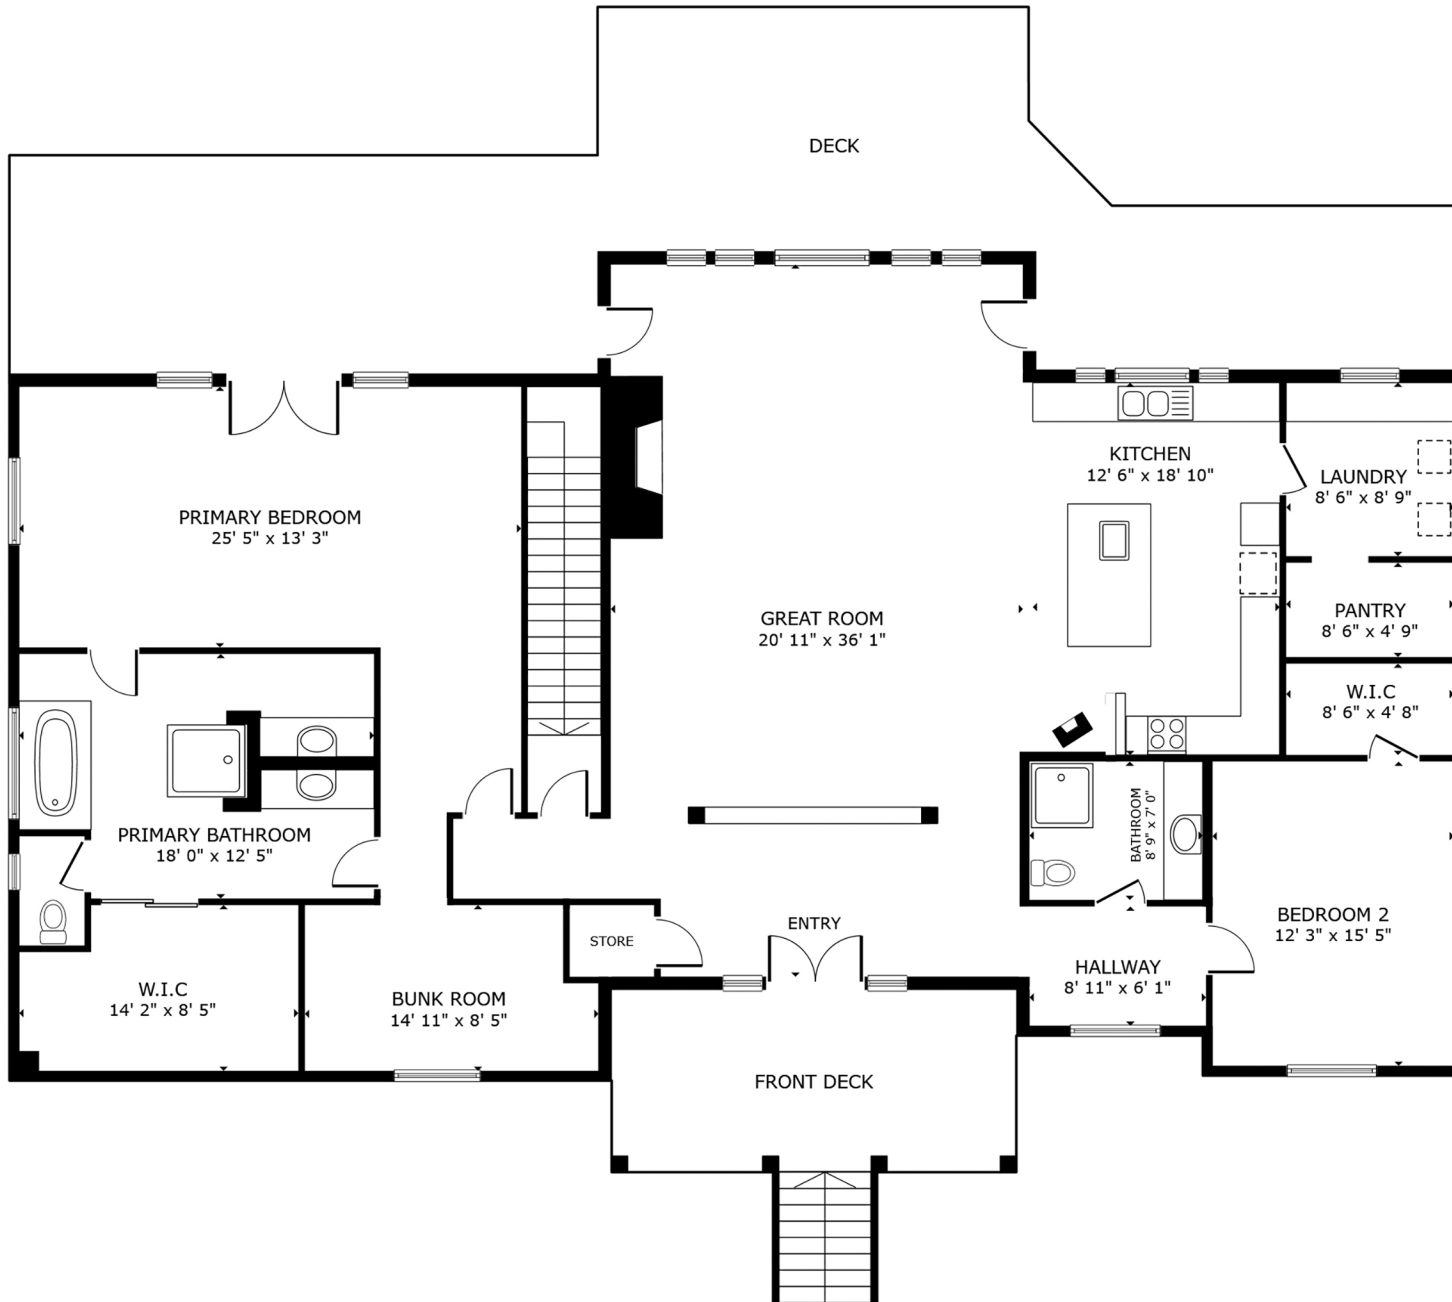 DECK
KITCHEN
12' 6" x 18' 10"
LAUNDRY
8' 6" x 8' 9"
PRIMARY BEDROOM
25' 5" x 13' 3"
GREAT ROOM
20' 11" x 36' 1"
PANTRY
8' 6" x 4' 9"
W.I.C
8' 6" x 4' 8"
PRIMARY BATHROOM
18' 0" x 12' 5"
BATHROOM
8' 9" x 7' 0"
BEDROOM 2
12' 3" x 15' 5"
ENTRY
STORE
HALLWAY
8' 11" x 6' 1"
W.I.C
14' 2" x 8' 5"
BUNK ROOM
14' 11" x 8' 5"
FRONT DECK